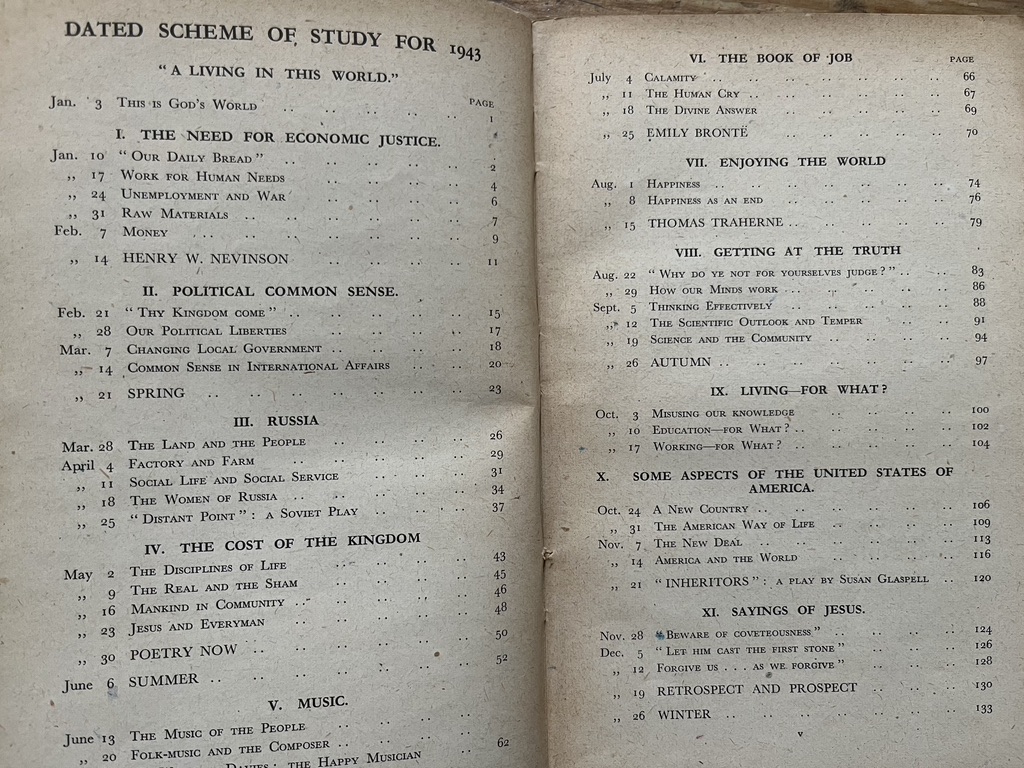 DATED SCHEME OF STUDY FOR 1943
"A LIVING IN THIS WORLD."
PAGE
Jan. 3 This is God's World .. .. .. 1
I. THE NEED FOR ECONOMIC JUSTICE.
Jan. 10 "Our Daily Bread" .. .. .. .. 2
,, 17 Work for Human Needs .. .. .. .. 4
,, 24 Unemployment and War .. .. .. .. 6
,, 31 Raw Materials .. .. .. .. .. 7
Feb. 7 Money .. .. .. .. .. .. 9
,, 14 HENRY W. NEVINSON .. .. .. .. 11
II. POLITICAL COMMON SENSE.
Feb. 21 "Thy Kingdom come" .. .. .. .. 15
,, 28 Our Political Liberties .. .. .. .. 17
Mar. 7 Changing Local Government .. .. .. .. 18
,, 14 Common Sense in International Affairs .. .. 20
,, 21 SPRING .. .. .. .. .. .. 23
III. RUSSIA
Mar. 28 The Land and the People .. .. .. .. 26
April 4 Factory and Farm .. .. .. .. .. 29
,, 11 Social Life and Social Service .. .. .. 31
,, 18 The Women of Russia .. .. .. .. 34
,, 25 "Distant Point": a Soviet Play .. .. .. 37
IV. THE COST OF THE KINGDOM
May 2 The Disciplines of Life .. .. .. .. 43
,, 9 The Real and the Sham .. .. .. .. 45
,, 16 Mankind in Community .. .. .. .. 46
,, 23 Jesus and Everyman .. .. .. .. 48
,, 30 POETRY NOW .. .. .. .. .. 50
June 6 SUMMER .. .. .. .. .. .. 52
V. MUSIC.
June 13 The Music of the People .. .. ..
,, 20 Folk-music and the Composer .. .. .. .. 62
Davies: the Happy Musician
VI. THE BOOK OF JOB
PAGE
July 4 Calamity .. .. .. .. .. .. 66
,, 11 The Human Cry .. .. .. .. .. 67
,, 18 The Divine Answer .. .. .. .. .. 69
,, 25 EMILY BRONTË .. .. .. .. .. 70
VII. ENJOYING THE WORLD
Aug. 1 Happiness .. .. .. .. .. .. 74
,, 8 Happiness as an end .. .. .. .. .. 76
,, 15 THOMAS TRAHERNE .. .. .. .. .. 79
VIII. GETTING AT THE TRUTH
Aug. 22 "Why do ye not for yourselves judge?" .. .. 83
,, 29 How our Minds work .. .. .. .. .. 86
Sept. 5 Thinking Effectively .. .. .. .. .. 88
,, 12 The Scientific Outlook and Temper .. .. 91
,, 19 Science and the Community .. .. .. .. 94
,, 26 AUTUMN .. .. .. .. .. .. 97
IX. LIVING—FOR WHAT?
Oct. 3 Misusing our knowledge .. .. .. .. 100
,, 10 Education—for What? .. .. .. .. .. 102
,, 17 Working—for What? .. .. .. .. 104
X. SOME ASPECTS OF THE UNITED STATES OF
AMERICA.
Oct. 24 A New Country .. .. .. .. .. 106
,, 31 The American Way of Life .. .. .. .. 109
Nov. 7 The New Deal .. .. .. .. .. 113
,, 14 America and the World .. .. .. .. 116
,, 21 "INHERITORS": a play by Susan Glaspell .. 120
XI. SAYINGS OF JESUS.
Nov. 28 "Beware of coveteousness" .. .. .. .. 124
Dec. 5 "Let him cast the first stone" .. .. .. 126
,, 12 Forgive us . . . as we forgive" .. .. .. 128
,, 19 RETROSPECT AND PROSPECT .. .. .. 130
,, 26 WINTER .. .. .. .. .. .. 133
v